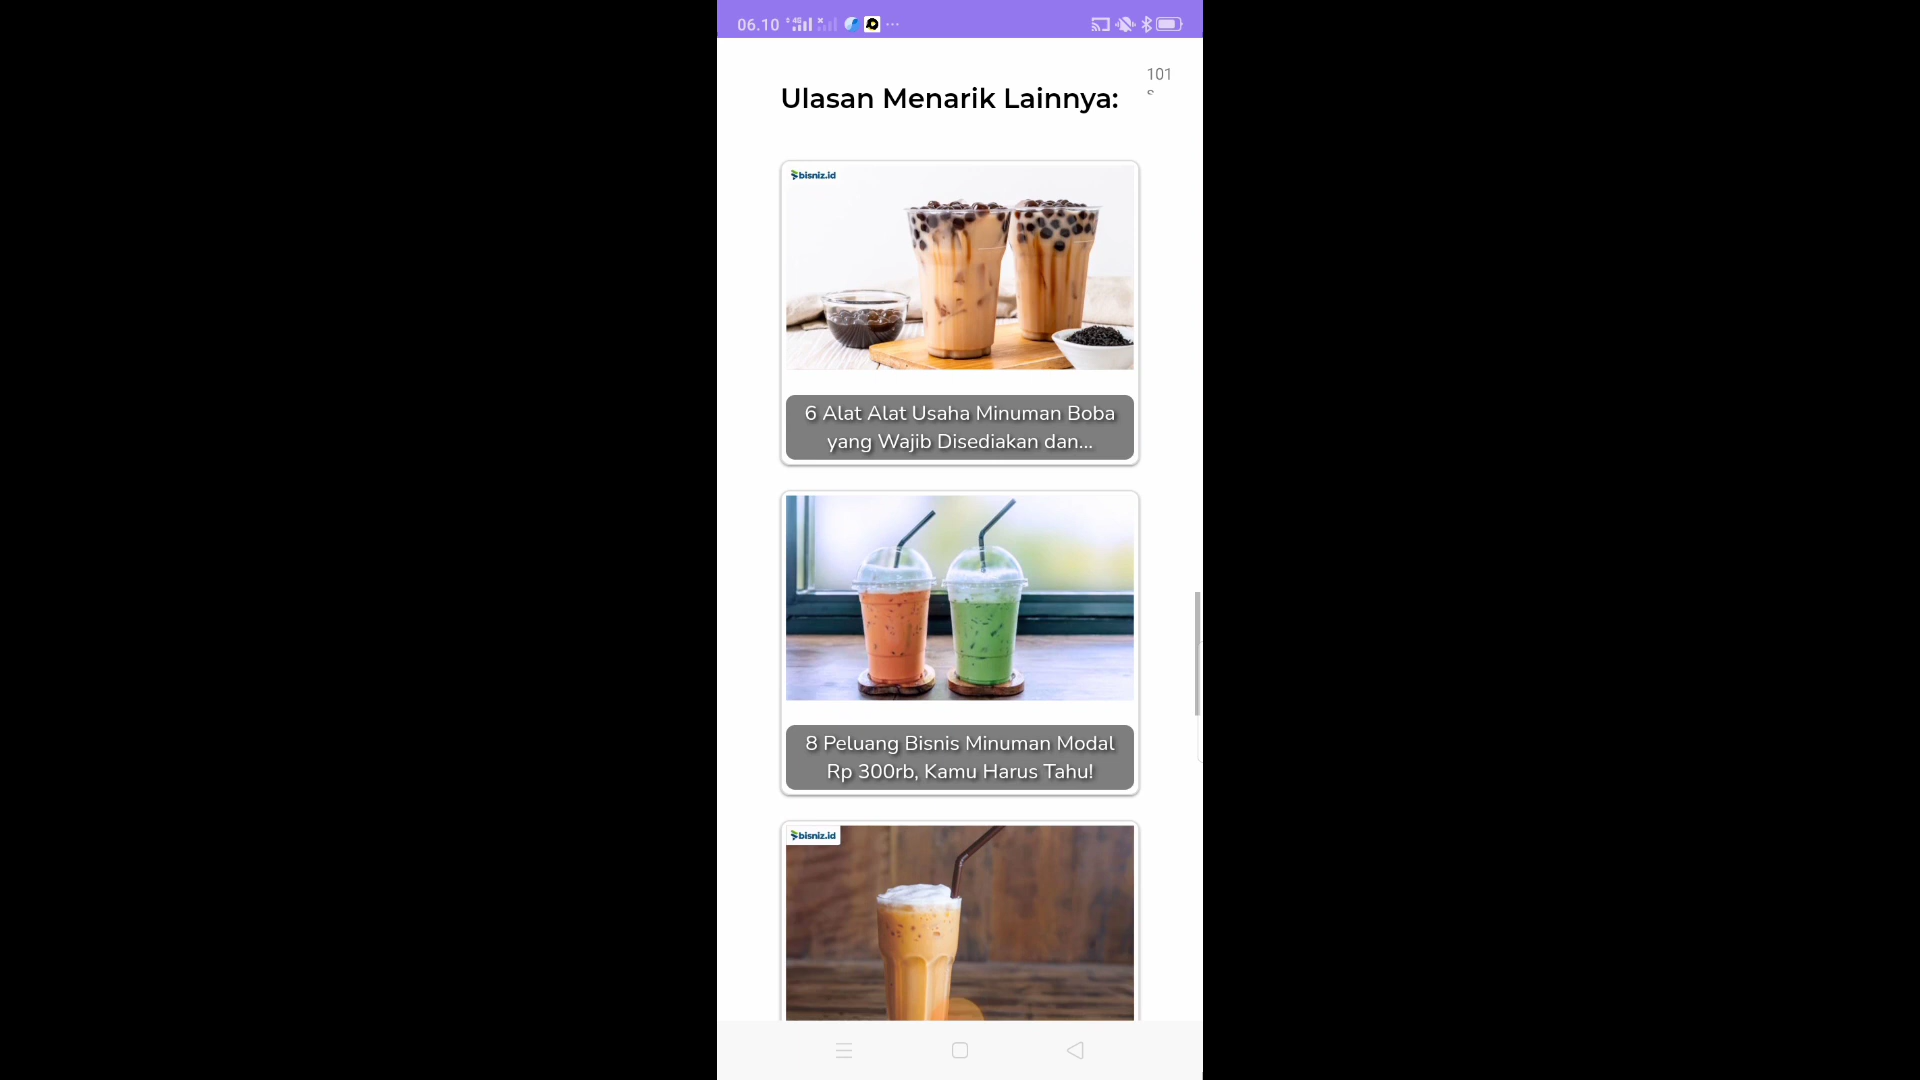 06.10
101
s
Ulasan Menarik Lainnya:
bisniz.id
6 Alat Alat Usaha Minuman Boba
yang Wajib Disediakan dan...
8 Peluang Bisnis Minuman Modal
Rp 300rb, Kamu Harus Tahu!
bisniz.id